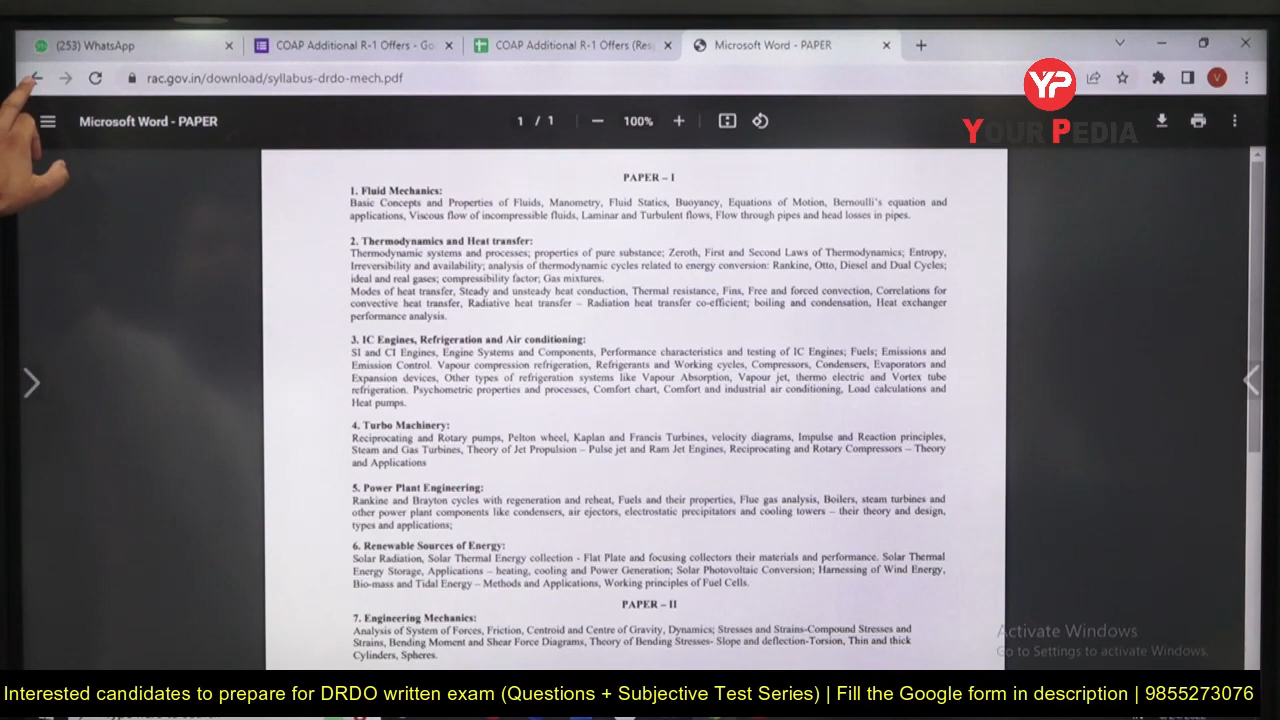 (253) WhatsApp
COAP Additional R-1 Offers - Go
COAP Additional R-1 Offers (Res
Microsoft Word - PAPER
rac.gov.in/download/syllabus-drdo-mech.pdf
V
YP
YOUR PEDIA
Microsoft Word - PAPER
1 / 1
100%
PAPER – I
1. Fluid Mechanics:
Basic Concepts and Properties of Fluids, Manometry, Fluid Statics, Buoyancy, Equations of Motion, Bernoulli's equation and
applications, Viscous flow of incompressible fluids, Laminar and Turbulent flows, Flow through pipes and head losses in pipes.
2. Thermodynamics and Heat transfer:
Thermodynamic systems and processes; properties of pure substance; Zeroth, First and Second Laws of Thermodynamics; Entropy,
Irreversibility and availability; analysis of thermodynamic cycles related to energy conversion: Rankine, Otto, Diesel and Dual Cycles;
ideal and real gases; compressibility factor; Gas mixtures.
Modes of heat transfer, Steady and unsteady heat conduction, Thermal resistance, Fins, Free and forced convection, Correlations for
convective heat transfer, Radiative heat transfer – Radiation heat transfer co-efficient; boiling and condensation, Heat exchanger
performance analysis.
3. IC Engines, Refrigeration and Air conditioning:
SI and CI Engines, Engine Systems and Components, Performance characteristics and testing of IC Engines; Fuels; Emissions and
Emission Control. Vapour compression refrigeration, Refrigerants and Working cycles, Compressors, Condensers, Evaporators and
Expansion devices, Other types of refrigeration systems like Vapour Absorption, Vapour jet, thermo electric and Vortex tube
refrigeration. Psychometric properties and processes, Comfort chart, Comfort and industrial air conditioning, Load calculations and
Heat pumps.
4. Turbo Machinery:
Reciprocating and Rotary pumps, Pelton wheel, Kaplan and Francis Turbines, velocity diagrams, Impulse and Reaction principles,
Steam and Gas Turbines, Theory of Jet Propulsion – Pulse jet and Ram Jet Engines, Reciprocating and Rotary Compressors – Theory
and Applications
5. Power Plant Engineering:
Rankine and Brayton cycles with regeneration and reheat, Fuels and their properties, Flue gas analysis, Boilers, steam turbines and
other power plant components like condensers, air ejectors, electrostatic precipitators and cooling towers – their theory and design,
types and applications;
6. Renewable Sources of Energy:
Solar Radiation, Solar Thermal Energy collection - Flat Plate and focusing collectors their materials and performance. Solar Thermal
Energy Storage, Applications – heating, cooling and Power Generation; Solar Photovoltaic Conversion; Harnessing of Wind Energy,
Bio-mass and Tidal Energy – Methods and Applications, Working principles of Fuel Cells.
PAPER – II
7. Engineering Mechanics:
Analysis of System of Forces, Friction, Centroid and Centre of Gravity, Dynamics; Stresses and Strains-Compound Stresses and
Strains, Bending Moment and Shear Force Diagrams, Theory of Bending Stresses- Slope and deflection-Torsion, Thin and thick
Cylinders, Spheres.
Activate Windows
Go to Settings to activate Windows.
Interested candidates to prepare for DRDO written exam (Questions + Subjective Test Series) | Fill the Google form in description | 9855273076